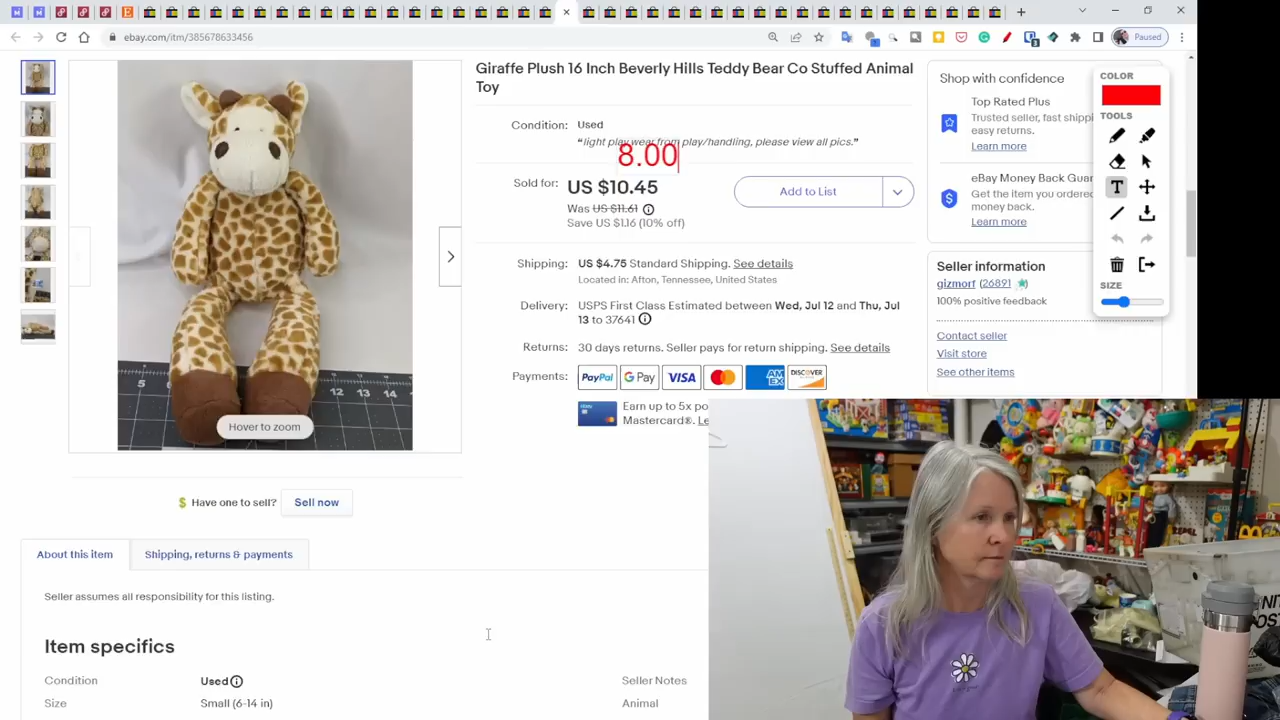 Paused
ebay.com/itm/385678633456
Giraffe Plush 16 Inch Beverly Hills Teddy Bear Co Stuffed Animal
Toy
Condition: Used
“light play wear from play/handling, please view all pics.”
8.00
Sold for: US $10.45
Was US $11.61
Save US $1.16 (10% off)
Add to List
Shipping: US $4.75 Standard Shipping. See details
Located in: Afton, Tennessee, United States
Delivery: USPS First Class Estimated between Wed, Jul 12 and Thu, Jul
13 to 37641
Returns: 30 days returns. Seller pays for return shipping. See details
Payments: PayPal G Pay VISA AMEX DISCOVER
Earn up to 5x po
Mastercard®. Le
Shop with confidence
Top Rated Plus
Trusted seller, fast shippi
easy returns.
Learn more
eBay Money Back Guar
Get the item you ordered
money back.
Learn more
Seller information
gizmorf (26891)
100% positive feedback
Contact seller
Visit store
See other items
COLOR
TOOLS
T
SIZE
5
12 13 14
Hover to zoom
Have one to sell? Sell now
About this item
Shipping, returns & payments
Seller assumes all responsibility for this listing.
Item specifics
Condition Used
Seller Notes
Size Small (6-14 in)
Animal